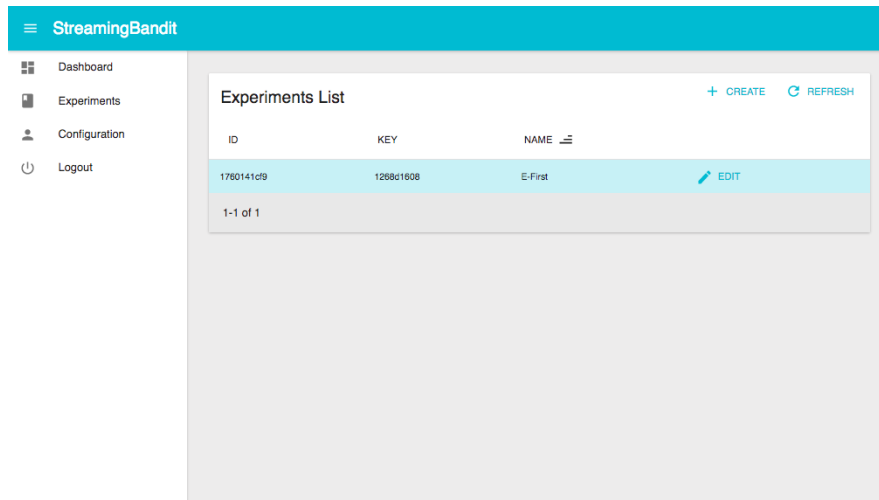 StreamingBandit
Dashboard
Experiments
Configuration
Logout
Experiments List
CREATE REFRESH
ID KEY NAME
1760141cf9 1268d1608 E-First EDIT
1-1 of 1